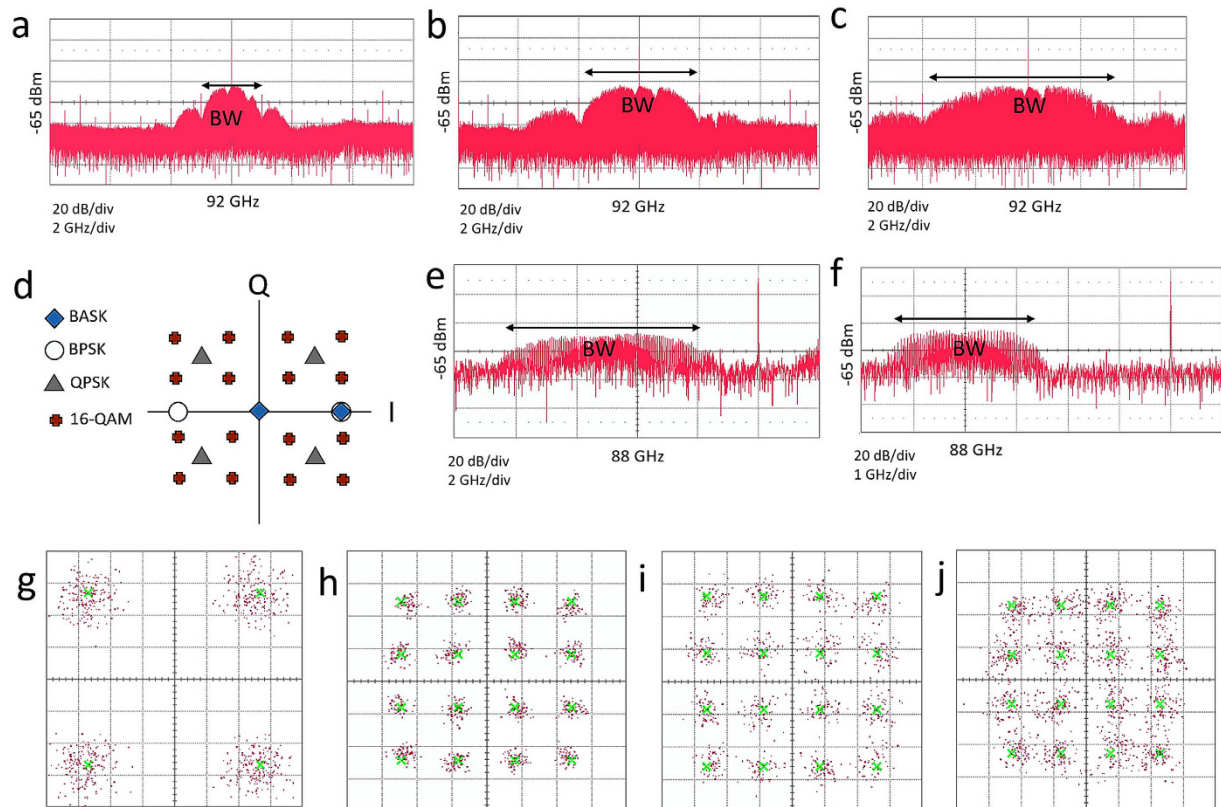 a
-65 dBm
BW
92 GHz
20 dB/div
2 GHz/div
b
-65 dBm
BW
92 GHz
20 dB/div
2 GHz/div
c
-65 dBm
BW
92 GHz
20 dB/div
2 GHz/div
d
Q
I
BASK
BPSK
QPSK
16-QAM
e
-65 dBm
BW
88 GHz
20 dB/div
2 GHz/div
f
-65 dBm
BW
88 GHz
20 dB/div
1 GHz/div
g
h
i
j